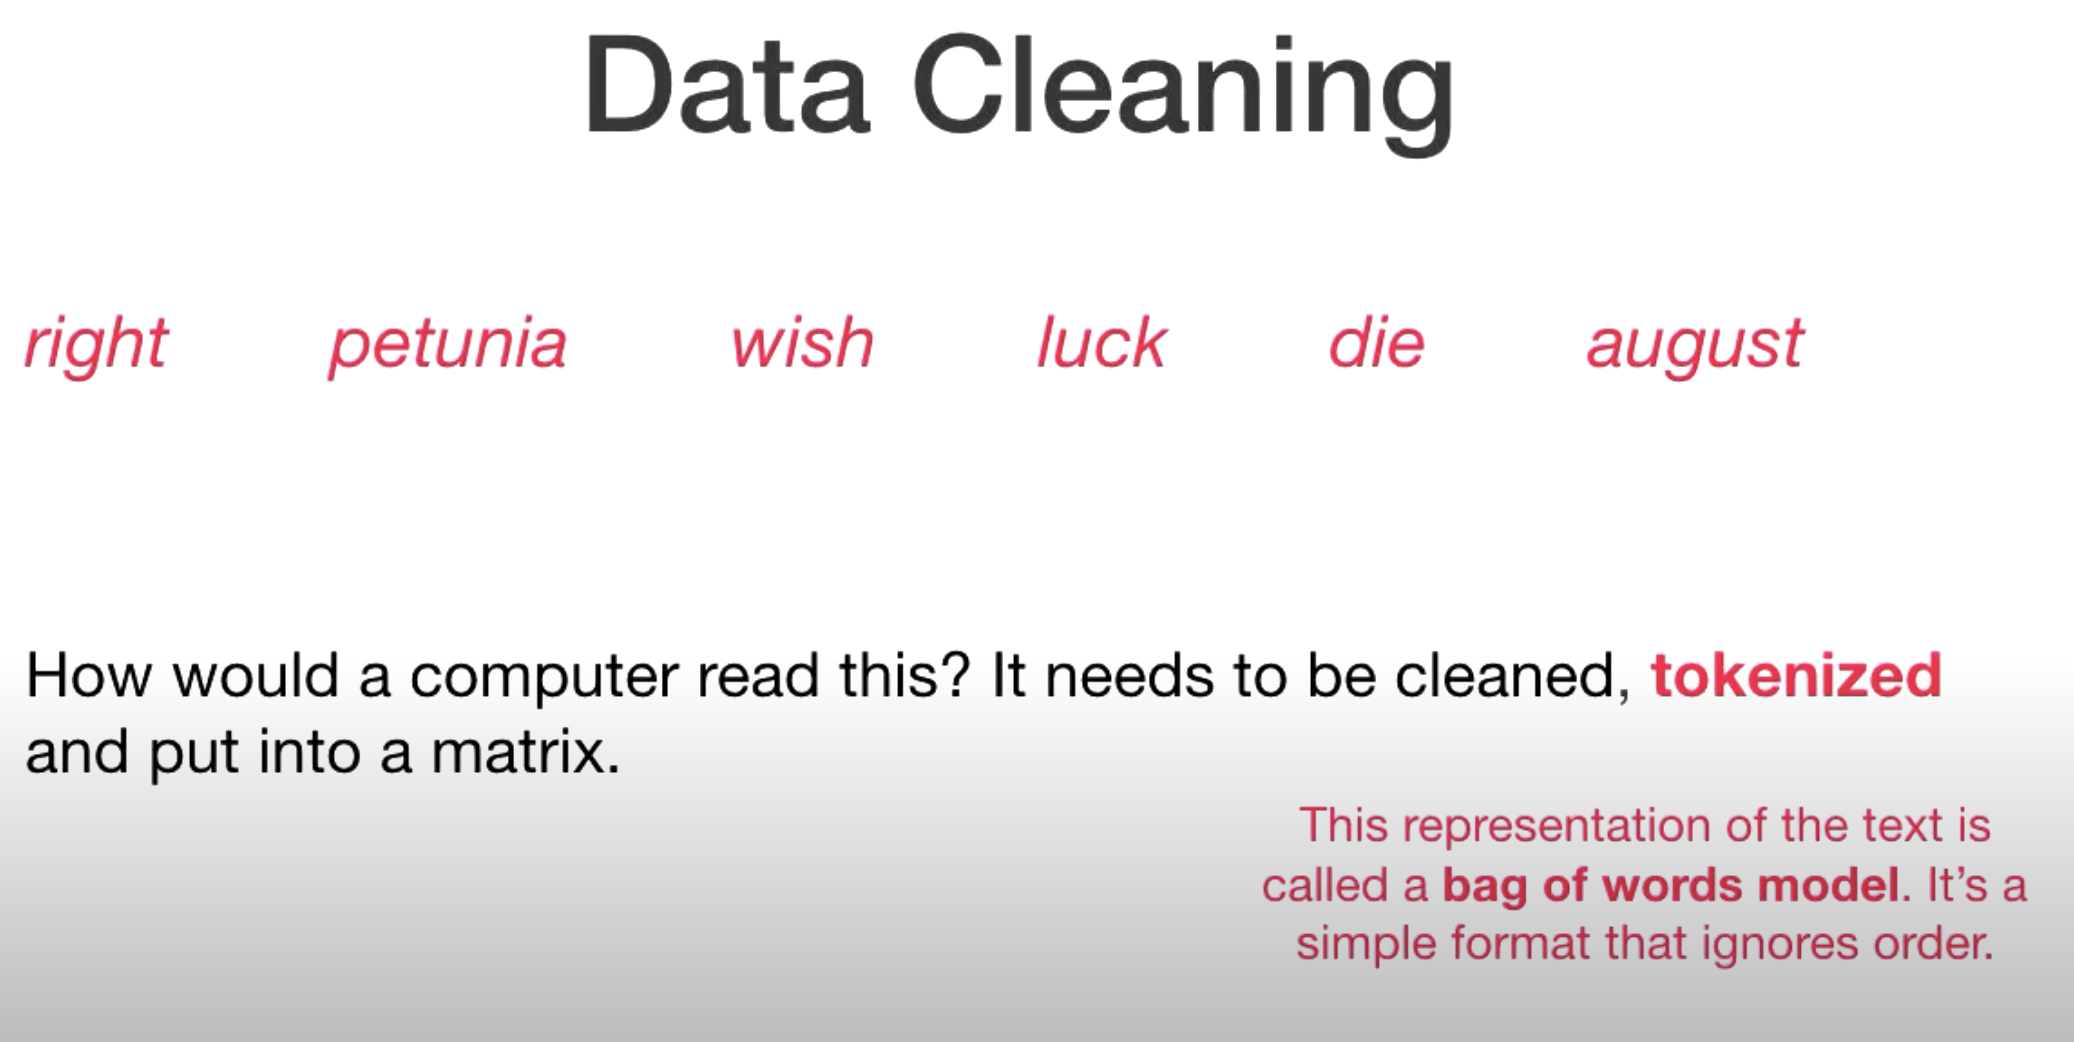 Data Cleaning
right petunia wish luck die august
How would a computer read this? It needs to be cleaned, tokenized
and put into a matrix.
This representation of the text is
called a bag of words model. It's a
simple format that ignores order.